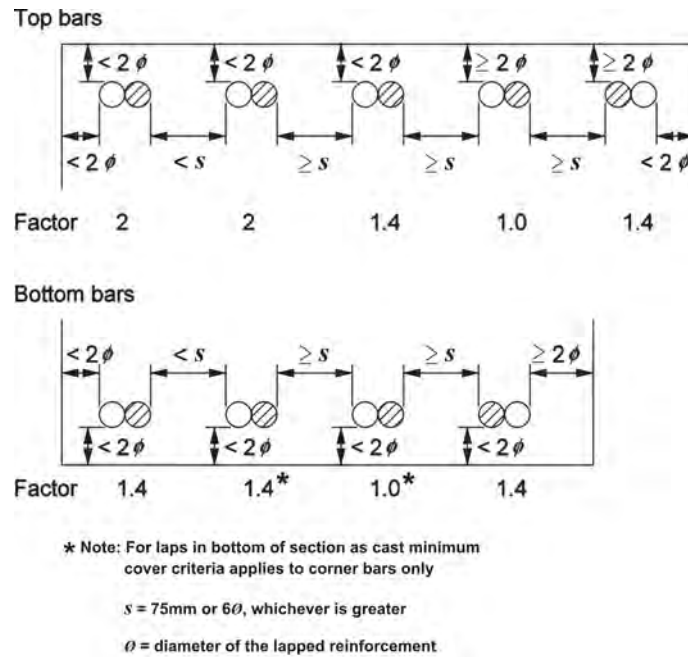 Top bars
< 2 ϕ < 2 ϕ < 2 ϕ ≥ 2 ϕ ≥ 2 ϕ
< 2 ϕ < s ≥ s ≥ s ≥ s < 2 ϕ
Factor 2 2 1.4 1.0 1.4
Bottom bars
< 2 ϕ < s ≥ s ≥ s ≥ 2 ϕ
< 2 ϕ < 2 ϕ < 2 ϕ < 2 ϕ
Factor 1.4 1.4* 1.0* 1.4
* Note: For laps in bottom of section as cast minimum
cover criteria applies to corner bars only
s = 75mm or 6Ø, whichever is greater
Ø = diameter of the lapped reinforcement